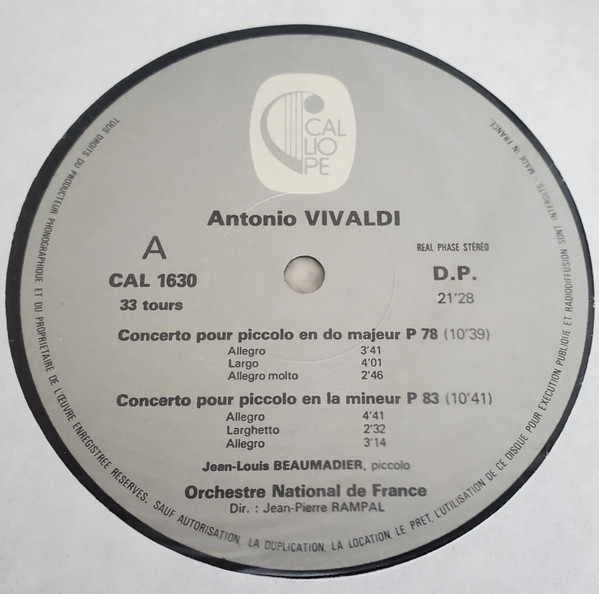 CAL
LIO
PE
Antonio VIVALDI
A
REAL PHASE STÉRÉO
CAL 1630
D.P.
33 tours
21'28
Concerto pour piccolo en do majeur P 78 (10'39)
Allegro 3'41
Largo 4'01
Allegro molto 2'46
Concerto pour piccolo en la mineur P 83 (10'41)
Allegro 4'41
Larghetto 2'32
Allegro 3'14
Jean-Louis BEAUMADIER, piccolo
Orchestre National de France
Dir. : Jean-Pierre RAMPAL
TOUS DROITS DU PRODUCTEUR PHONOGRAPHIQUE ET DU PROPRIETAIRE DE L'ŒUVRE ENREGISTREE RESERVES, SAUF AUTORISATION, LA DUPLICATION, LA LOCATION, LE PRET, L'UTILISATION DE CE DISQUE POUR EXECUTION PUBLIQUE ET RADIODIFFUSION SONT INTERDITS - MADE IN FRANCE